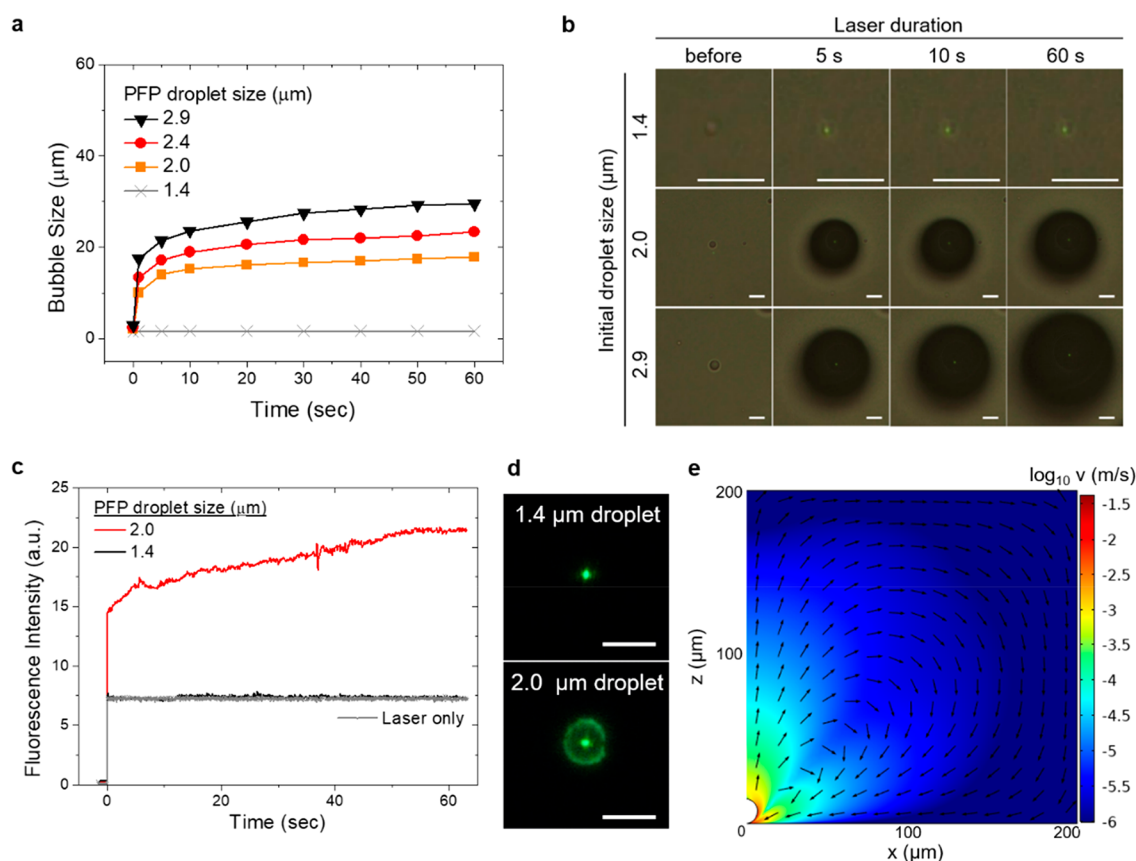 a
60
40
20
0
Bubble Size (μm)
PFP droplet size (μm)
2.9
2.4
2.0
1.4
0 10 20 30 40 50 60
Time (sec)
b
Laser duration
before 5 s 10 s 60 s
Initial droplet size (μm)
1.4
2.0
2.9
c
25
20
15
10
5
0
Fluorescence Intensity (a.u.)
PFP droplet size (μm)
2.0
1.4
Laser only
0 20 40 60
Time (sec)
d
1.4 μm droplet
2.0 μm droplet
e
log10 v (m/s)
200
100
0
z (μm)
100 200
x (μm)
-1.5
-2
-2.5
-3
-3.5
-4
-4.5
-5
-5.5
-6